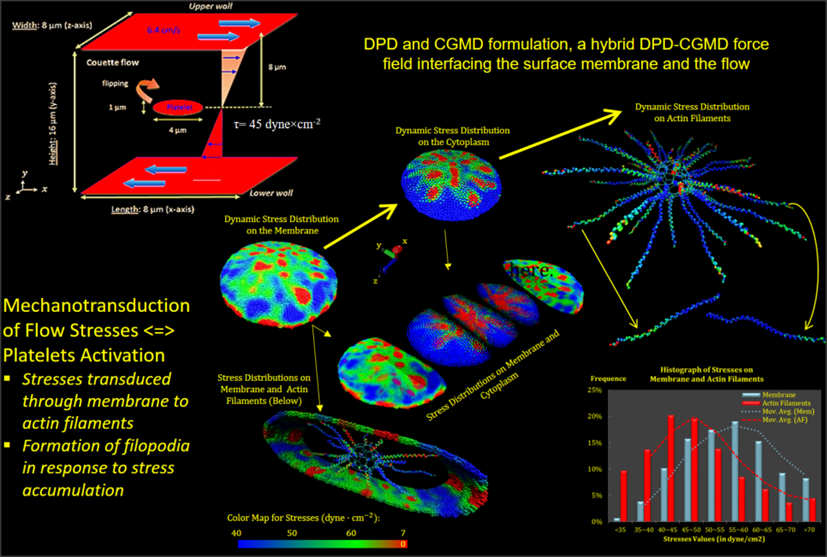 Upper wall
Width: 8 μm (z-axis)
6.4 cm/s
Couette flow
8 μm
flipping
1 μm
Platelet
4 μm
τ= 45 dyne×cm-2
Height: 16 μm (y-axis)
y
z
x
Length: 8 μm (x-axis)
Lower wall
DPD and CGMD formulation, a hybrid DPD-CGMD force
field interfacing the surface membrane and the flow
Dynamic Stress Distribution
on Actin Filaments
Dynamic Stress Distribution
on the Cytoplasm
Dynamic Stress Distribution
on the Membrane
y
x
z
here:
Mechanotransduction
of Flow Stresses <=>
Platelets Activation
▪ Stresses transduced
through membrane to
actin filaments
▪ Formation of filopodia
in response to stress
accumulation
Stress Distributions on
Membrane and Actin
Filaments (Below)
Stress Distributions on Membrane and
Cytoplasm
Color Map for Stresses (dyne · cm−2):
40
45
50
55
60
65
7
0
Histograph of Stresses on
Membrane and Actin Filaments
Frequence
Membrane
Actin Filaments
Mov. Avg. (Mem)
Mov. Avg. (AF)
25%
20%
15%
10%
5%
0%
<35 35~40 40~45 45~50 50~55 55~60 60~65 65~70 >70
Stresses Values (in dyne/cm2)